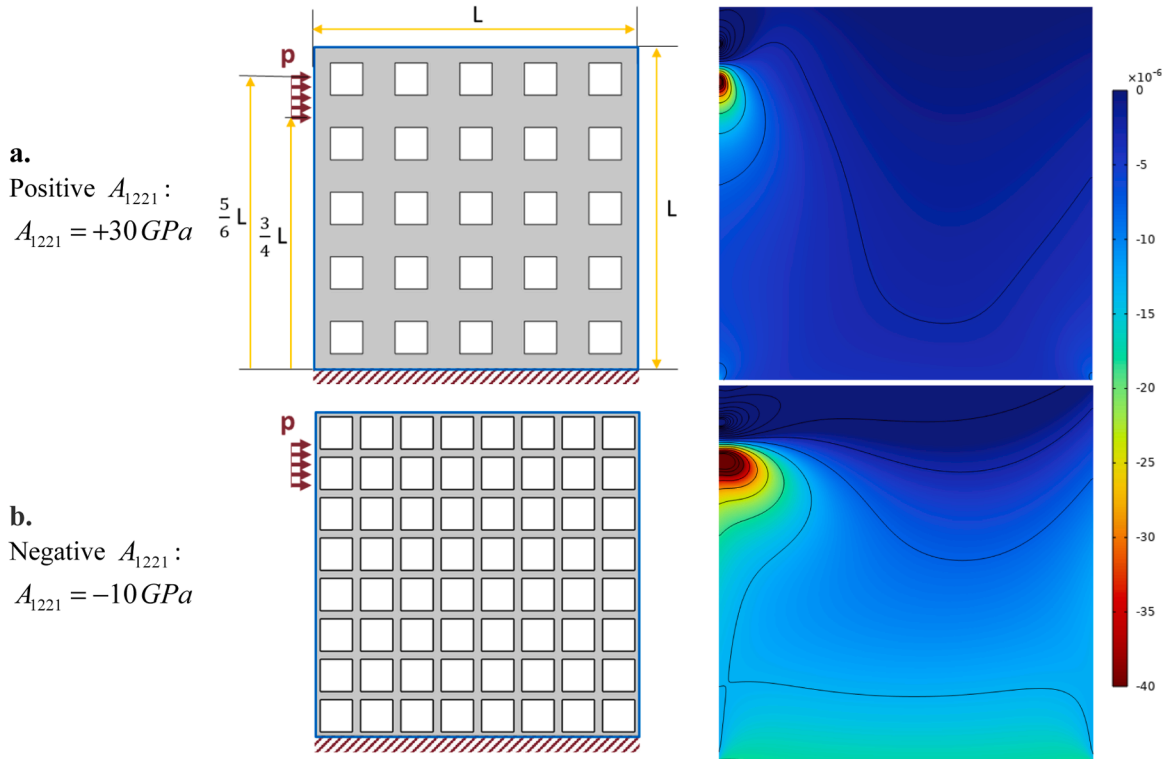 L
p
a.
Positive A₁₂₂₁ :
A₁₂₂₁ = +30 GPa
5/6 L
3/4 L
L
p
b.
Negative A₁₂₂₁ :
A₁₂₂₁ = −10 GPa
×10⁻⁶
0
-5
-10
-15
-20
-25
-30
-35
-40